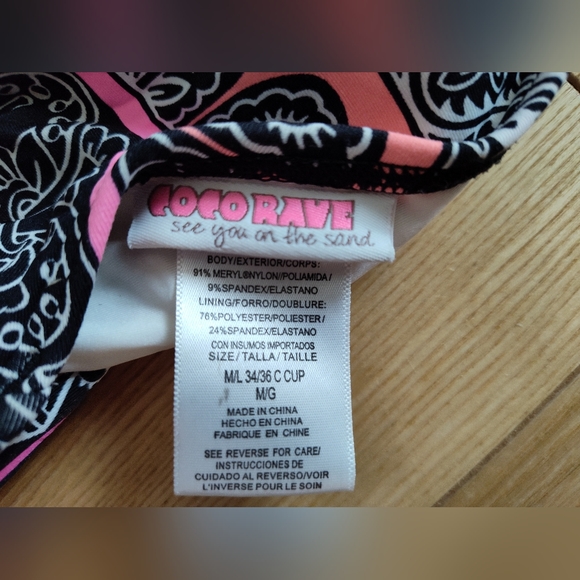 COCO RAVE
see you on the sand
BODY/EXTERIOR/CORPS:
91% MERYL®NYLON//POLIAMIDA/
9%SPANDEX/ELASTANO
LINING/FORRO/DOUBLURE:
76%POLYESTER/POLIESTER/
24%SPANDEX/ELASTANO
CON INSUMOS IMPORTADOS
SIZE/TALLA/TAILLE
M/L 34/36 C CUP
M/G
MADE IN CHINA
HECHO EN CHINA
FABRIQUE EN CHINE
SEE REVERSE FOR CARE/
INSTRUCCIONES DE
CUIDADO AL REVERSO/VOIR
L'INVERSE POUR LE SOIN